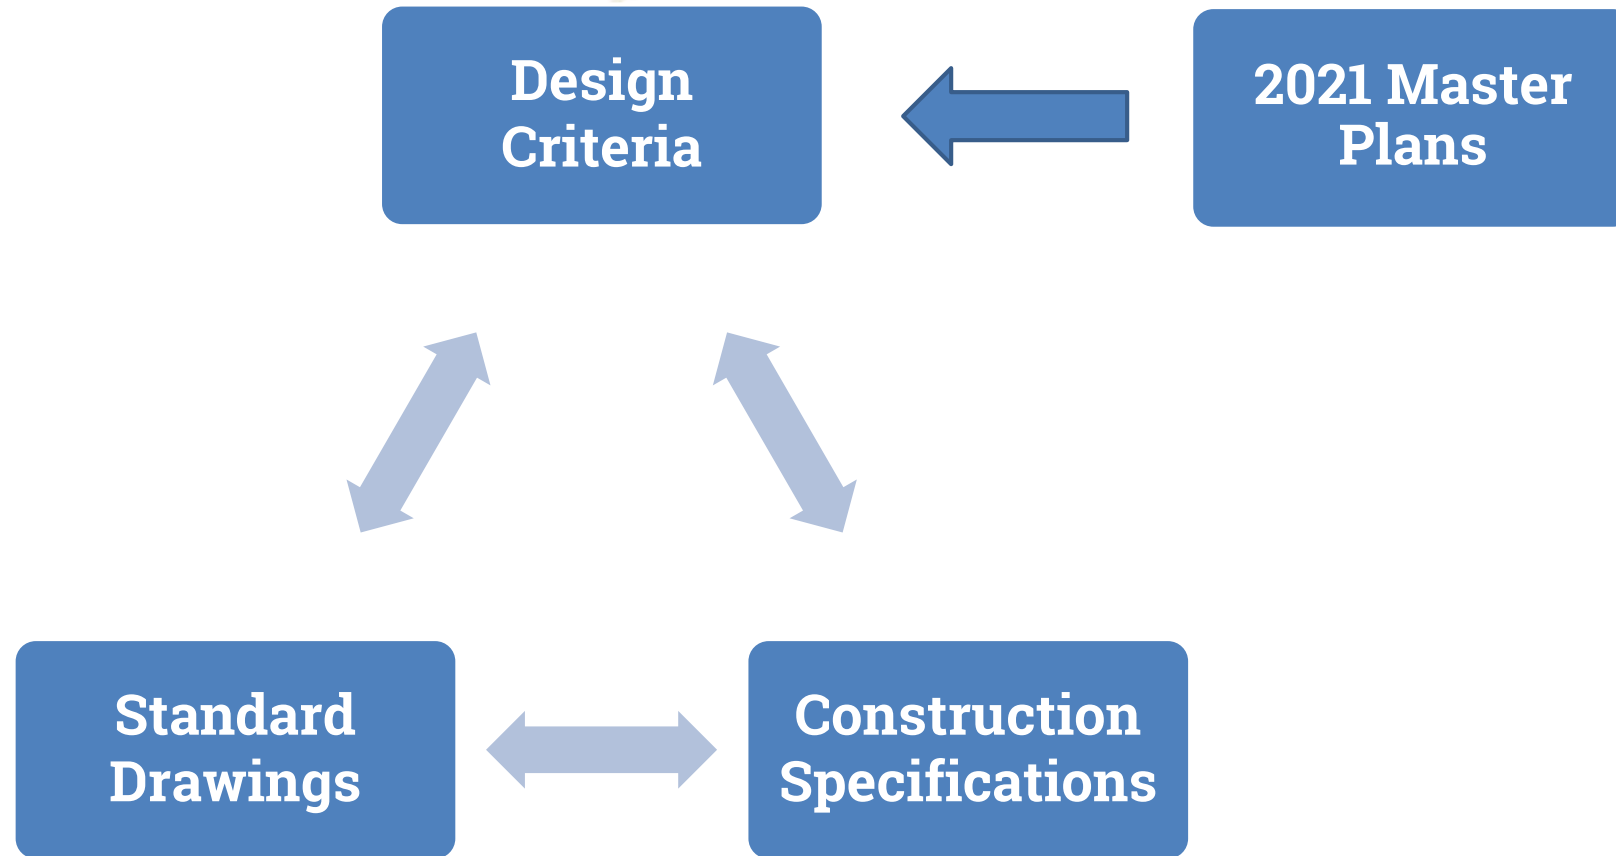 Design
Criteria
2021 Master
Plans
Standard
Drawings
Construction
Specifications